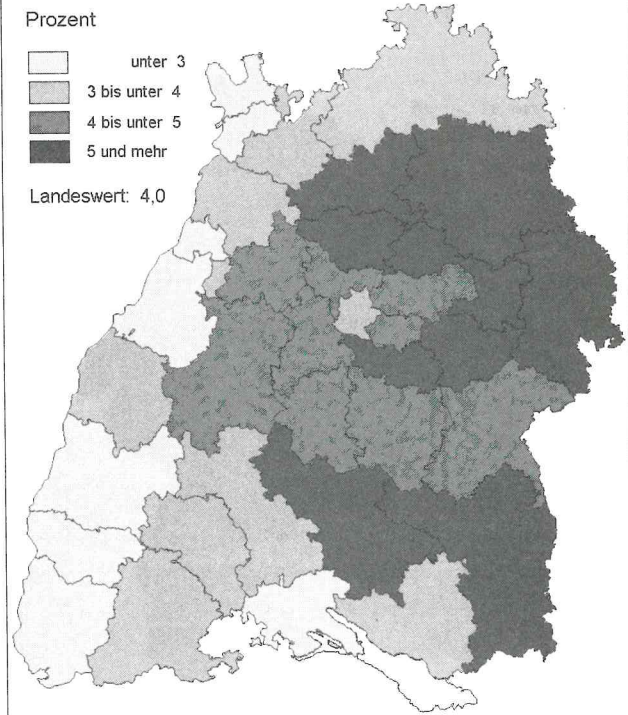 Prozent
unter 3
3 bis unter 4
4 bis unter 5
5 und mehr
Landeswert: 4,0